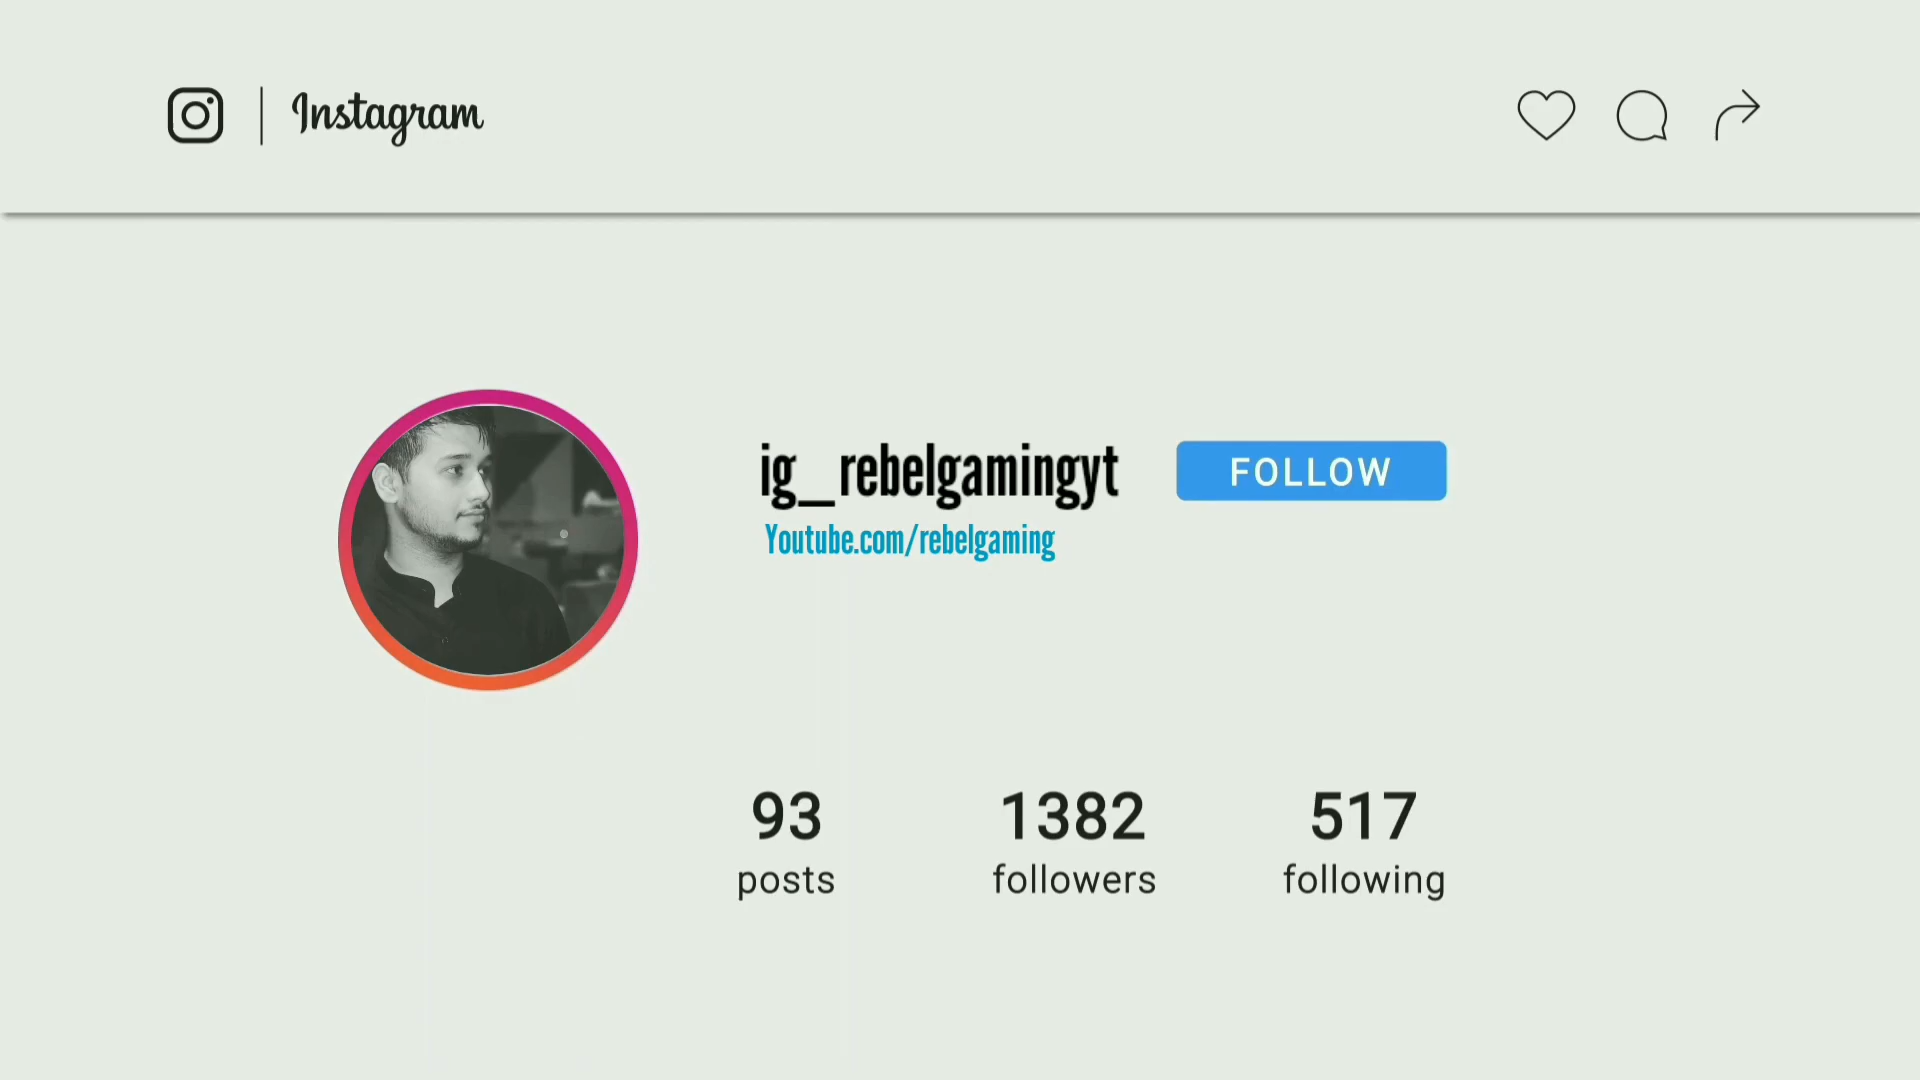 Instagram
ig_rebelgamingyt
FOLLOW
Youtube.com/rebelgaming
93
1382
517
posts
followers
following